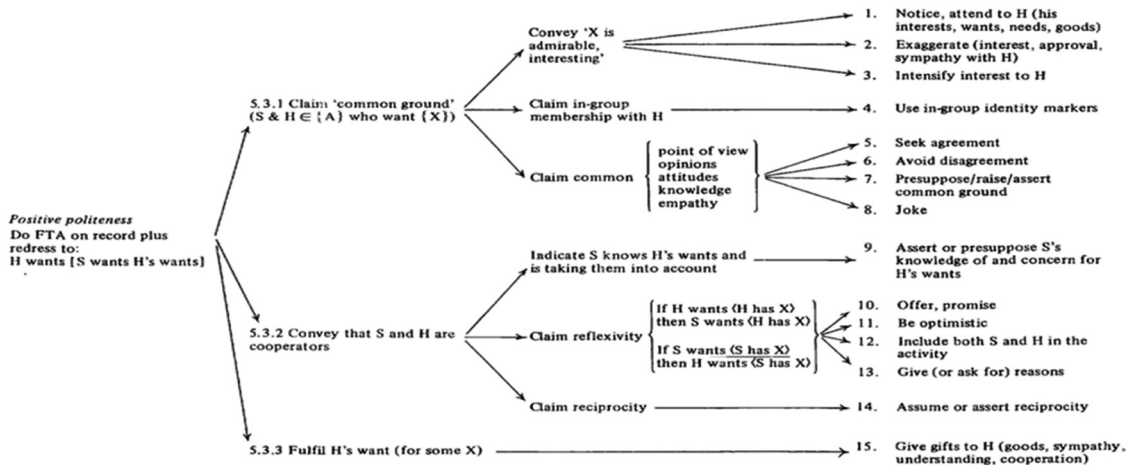 Positive politeness
Do FTA on record plus
redress to:
H wants [S wants H's wants]
5.3.1 Claim 'common ground'
(S & H ∈ {A} who want {X})
Convey 'X is
admirable,
interesting'
1. Notice, attend to H (his
interests, wants, needs, goods)
2. Exaggerate (interest, approval,
sympathy with H)
3. Intensify interest to H
Claim in-group
membership with H
4. Use in-group identity markers
Claim common
point of view
opinions
attitudes
knowledge
empathy
5. Seek agreement
6. Avoid disagreement
7. Presuppose/raise/assert
common ground
8. Joke
5.3.2 Convey that S and H are
cooperators
Indicate S knows H's wants and
is taking them into account
9. Assert or presuppose S's
knowledge of and concern for
H's wants
Claim reflexivity
If H wants ⟨H has X⟩
then S wants ⟨H has X⟩
If S wants ⟨S has X⟩
then H wants ⟨S has X⟩
10. Offer, promise
11. Be optimistic
12. Include both S and H in the
activity
13. Give (or ask for) reasons
Claim reciprocity
14. Assume or assert reciprocity
5.3.3 Fulfil H's want (for some X)
15. Give gifts to H (goods, sympathy,
understanding, cooperation)